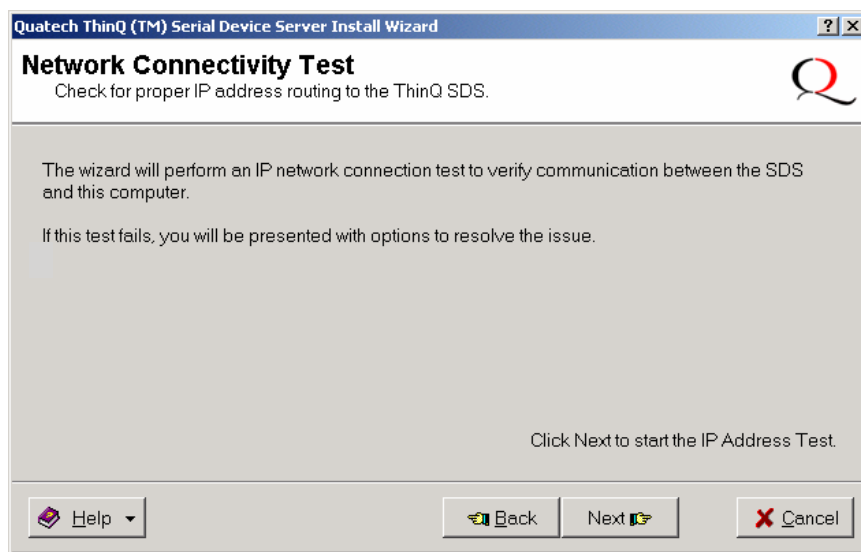 Quatech ThinQ (TM) Serial Device Server Install Wizard
Network Connectivity Test
Check for proper IP address routing to the ThinQ SDS.
The wizard will perform an IP network connection test to verify communication between the SDS
and this computer.
If this test fails, you will be presented with options to resolve the issue.
Click Next to start the IP Address Test.
Help
Back
Next
Cancel